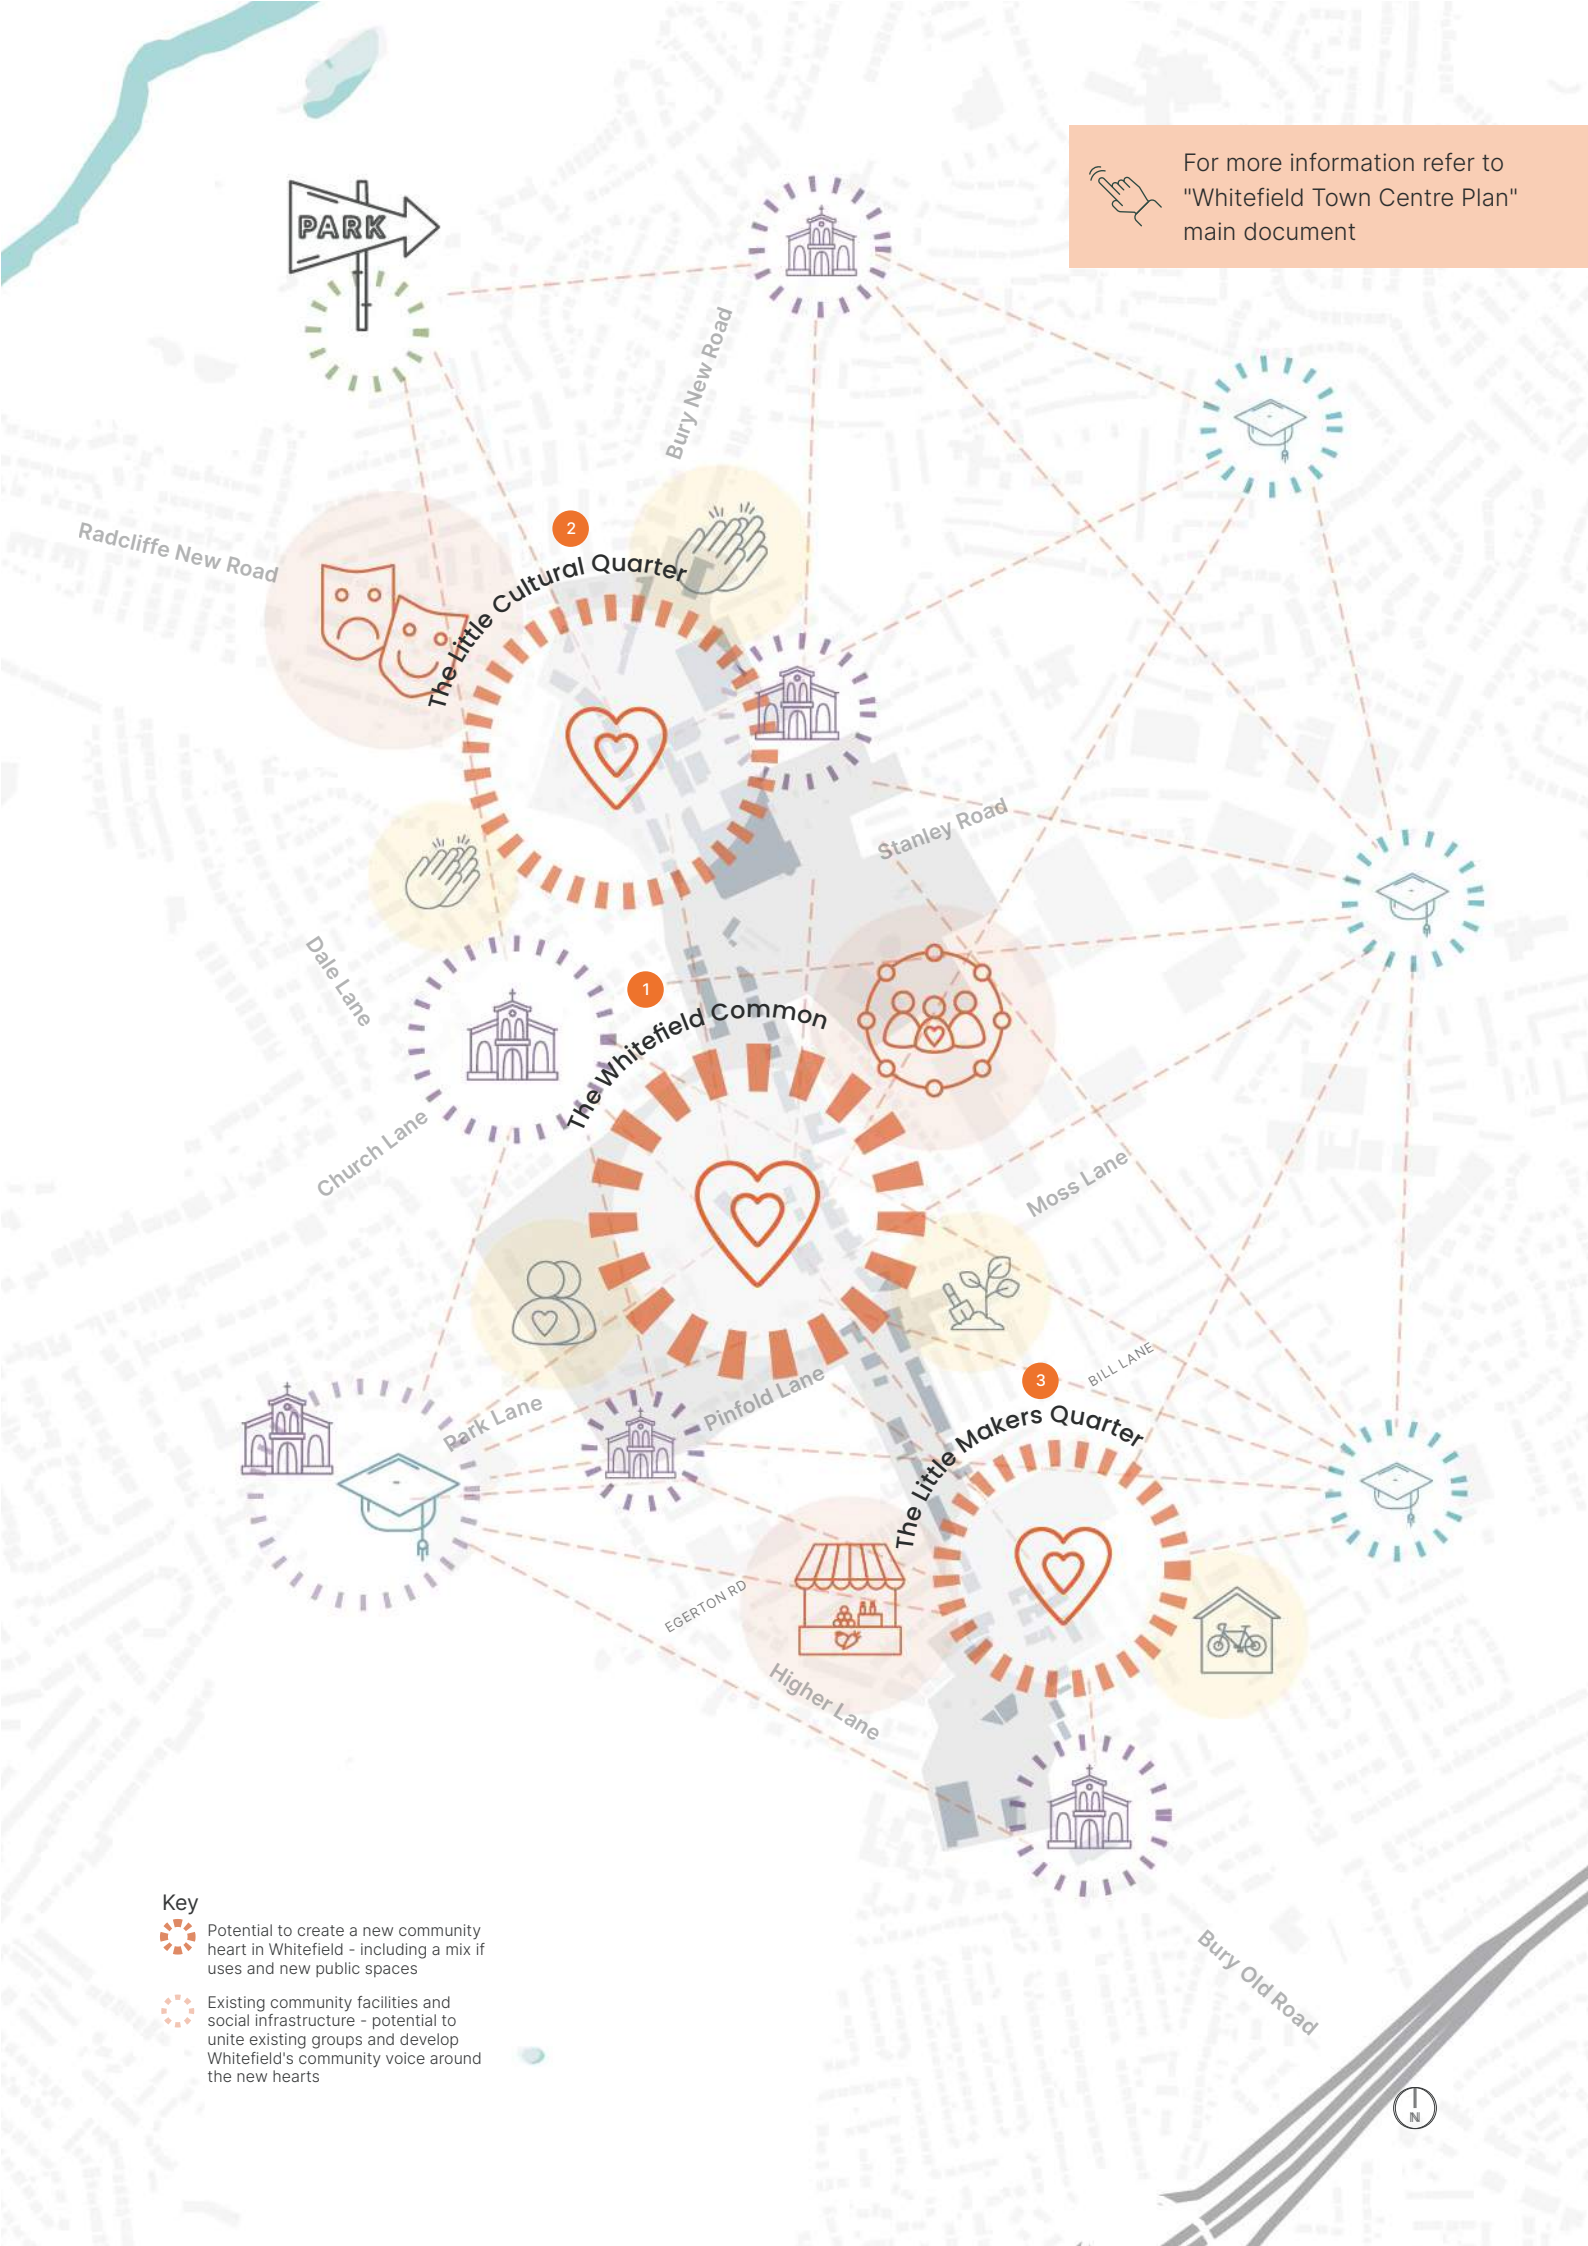 For more information refer to
"Whitefield Town Centre Plan"
main document
PARK
Bury New Road
Radcliffe New Road
2
The Little Cultural Quarter
Stanley Road
Dale Lane
1
The Whitefield Common
Church Lane
Moss Lane
BILL LANE
3
Park Lane
Pinfold Lane
The Little Makers Quarter
EGERTON RD
Higher Lane
Key
Potential to create a new community
heart in Whitefield - including a mix if
uses and new public spaces
Existing community facilities and
social infrastructure - potential to
unite existing groups and develop
Whitefield's community voice around
the new hearts
Bury Old Road
N